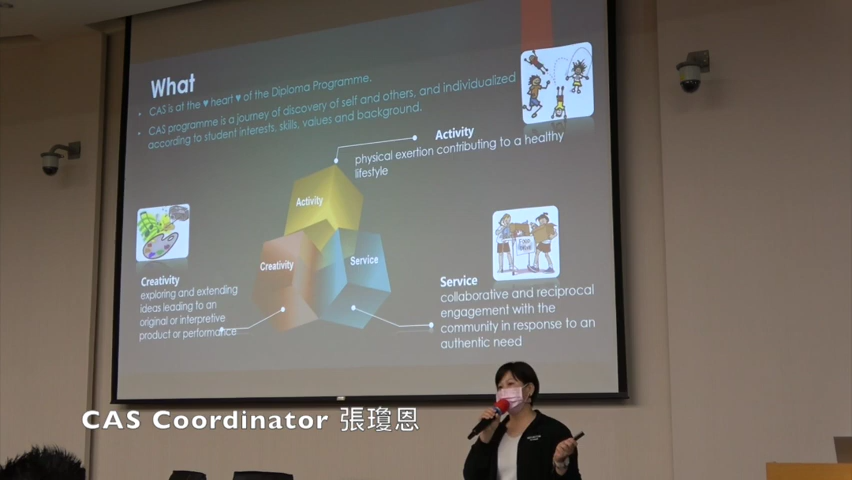 What
CAS is at the ♥ heart ♥ of the Diploma Programme.
CAS programme is a journey of discovery of self and others, and individualized
according to student interests, skills, values and background.
Activity
physical exertion contributing to a healthy
lifestyle
Activity
Creativity
Service
Creativity
exploring and extending
ideas leading to an
original or interpretive
product or performance
Service
collaborative and reciprocal
engagement with the
community in response to an
authentic need
CAS Coordinator 張瓊恩